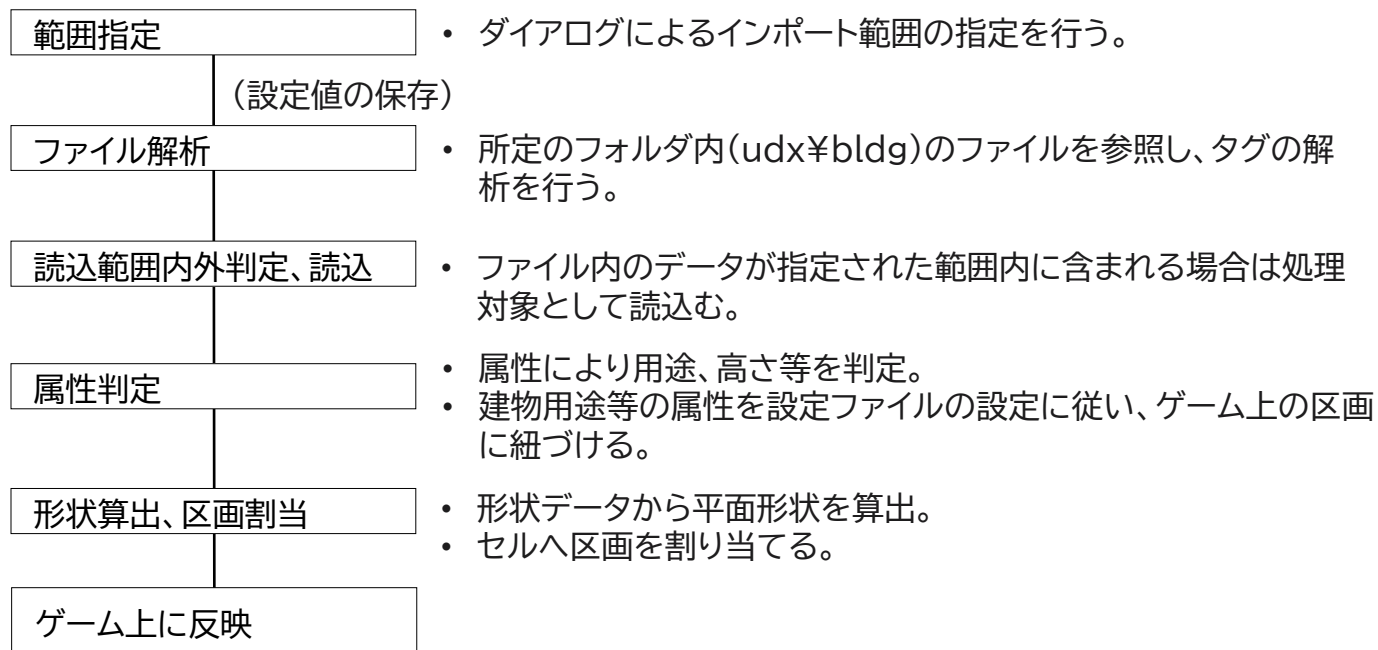 範囲指定
• ダイアログによるインポート範囲の指定を行う。
(設定値の保存)
ファイル解析
• 所定のフォルダ内(udx¥bldg)のファイルを参照し、タグの解
析を行う。
読込範囲内外判定、読込
• ファイル内のデータが指定された範囲内に含まれる場合は処理
対象として読込む。
属性判定
• 属性により用途、高さ等を判定。
• 建物用途等の属性を設定ファイルの設定に従い、ゲーム上の区画
に紐づける。
形状算出、区画割当
• 形状データから平面形状を算出。
• セルへ区画を割り当てる。
ゲーム上に反映